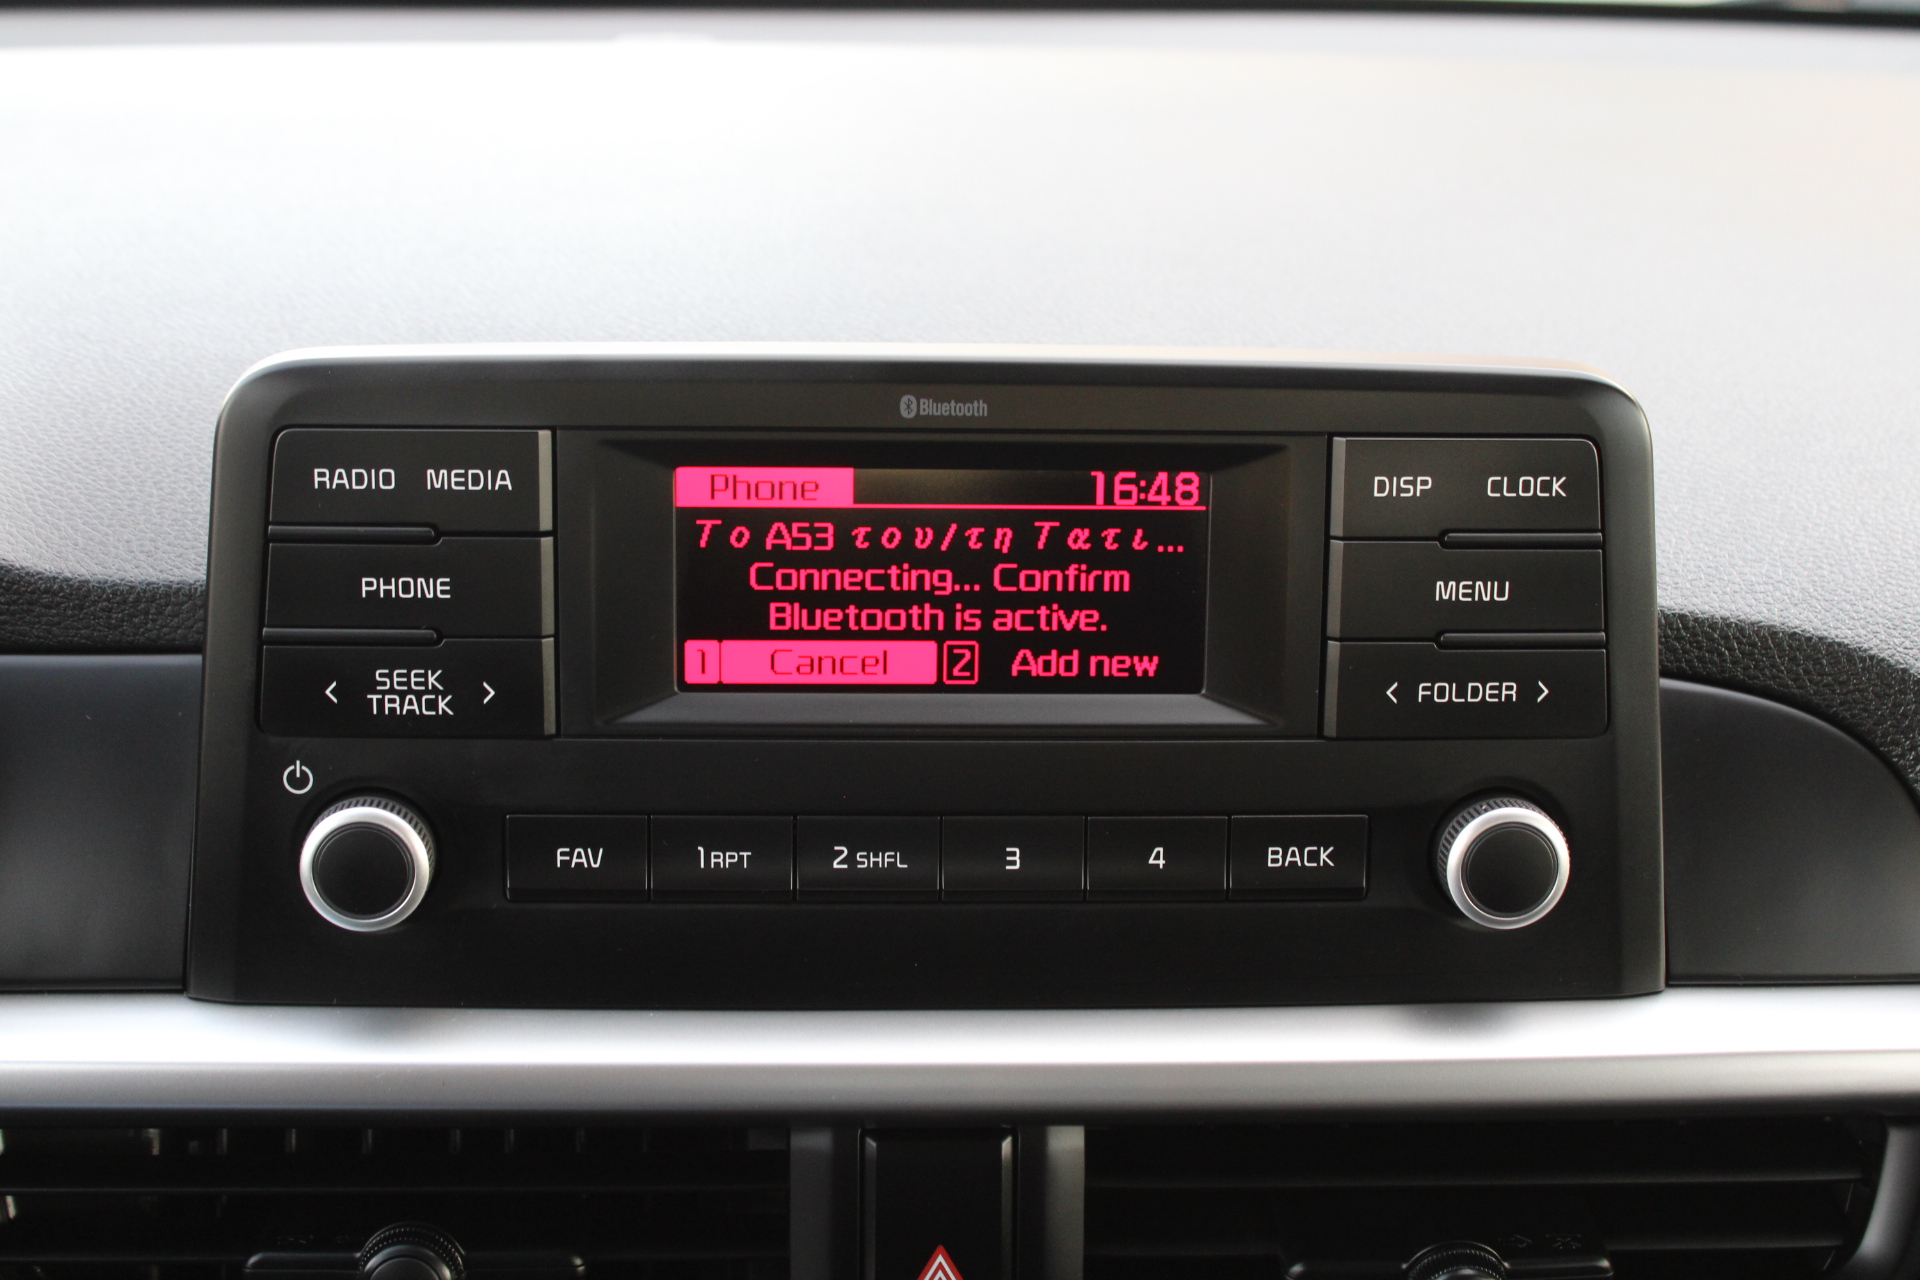 Bluetooth
RADIO MEDIA
Phone 16:48
DISP CLOCK
Το A53 του/τη Τατι...
Connecting... Confirm
Bluetooth is active.
1 Cancel 2 Add new
PHONE
MENU
< SEEK TRACK >
< FOLDER >
FAV 1 RPT 2 SHFL 3 4 BACK